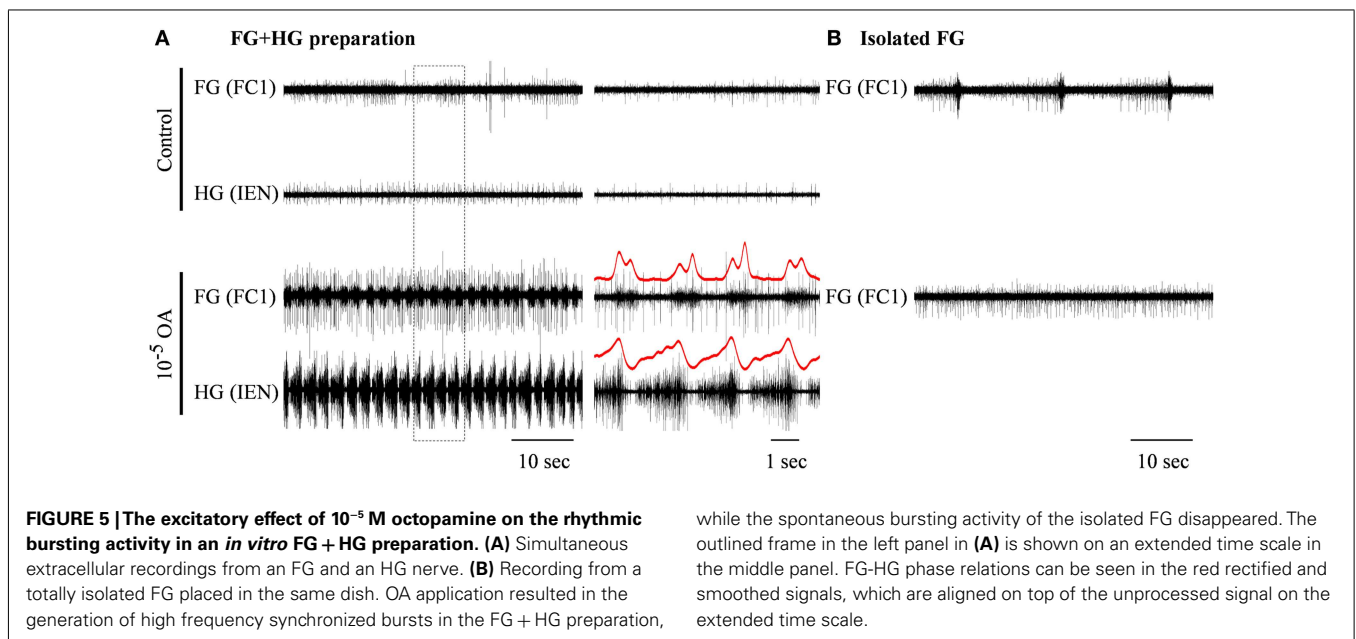 A FG+HG preparation
B Isolated FG
Control
FG (FC1)
FG (FC1)
HG (IEN)
10⁻⁵ OA
FG (FC1)
FG (FC1)
HG (IEN)
10 sec
1 sec
10 sec
FIGURE 5 | The excitatory effect of 10⁻⁵ M octopamine on the rhythmic
bursting activity in an in vitro FG + HG preparation. (A) Simultaneous
extracellular recordings from an FG and an HG nerve. (B) Recording from a
totally isolated FG placed in the same dish. OA application resulted in the
generation of high frequency synchronized bursts in the FG + HG preparation,
while the spontaneous bursting activity of the isolated FG disappeared. The
outlined frame in the left panel in (A) is shown on an extended time scale in
the middle panel. FG-HG phase relations can be seen in the red rectified and
smoothed signals, which are aligned on top of the unprocessed signal on the
extended time scale.